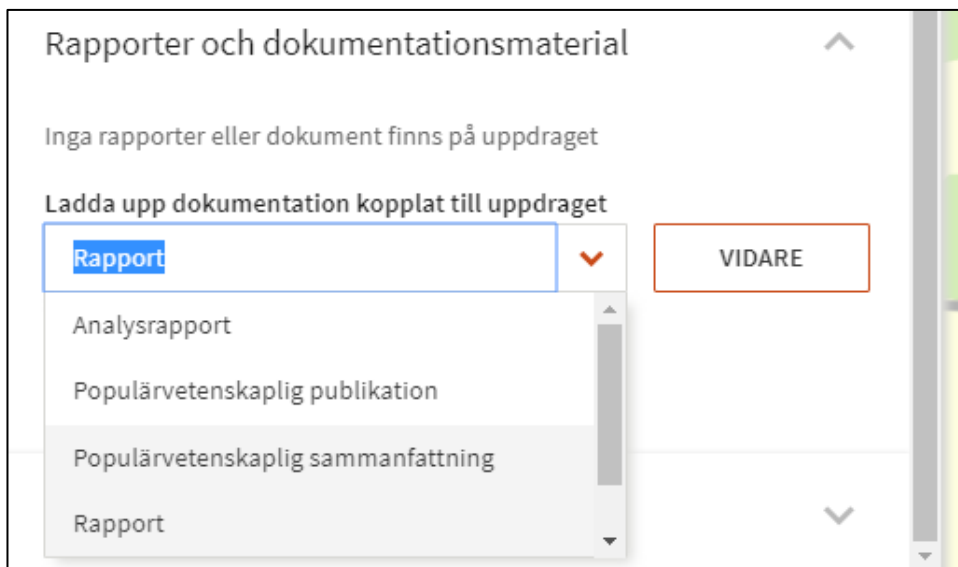 Rapporter och dokumentationsmaterial
Inga rapporter eller dokument finns på uppdraget
Ladda upp dokumentation kopplat till uppdraget
Rapport
VIDARE
Analysrapport
Populärvetenskaplig publikation
Populärvetenskaplig sammanfattning
Rapport